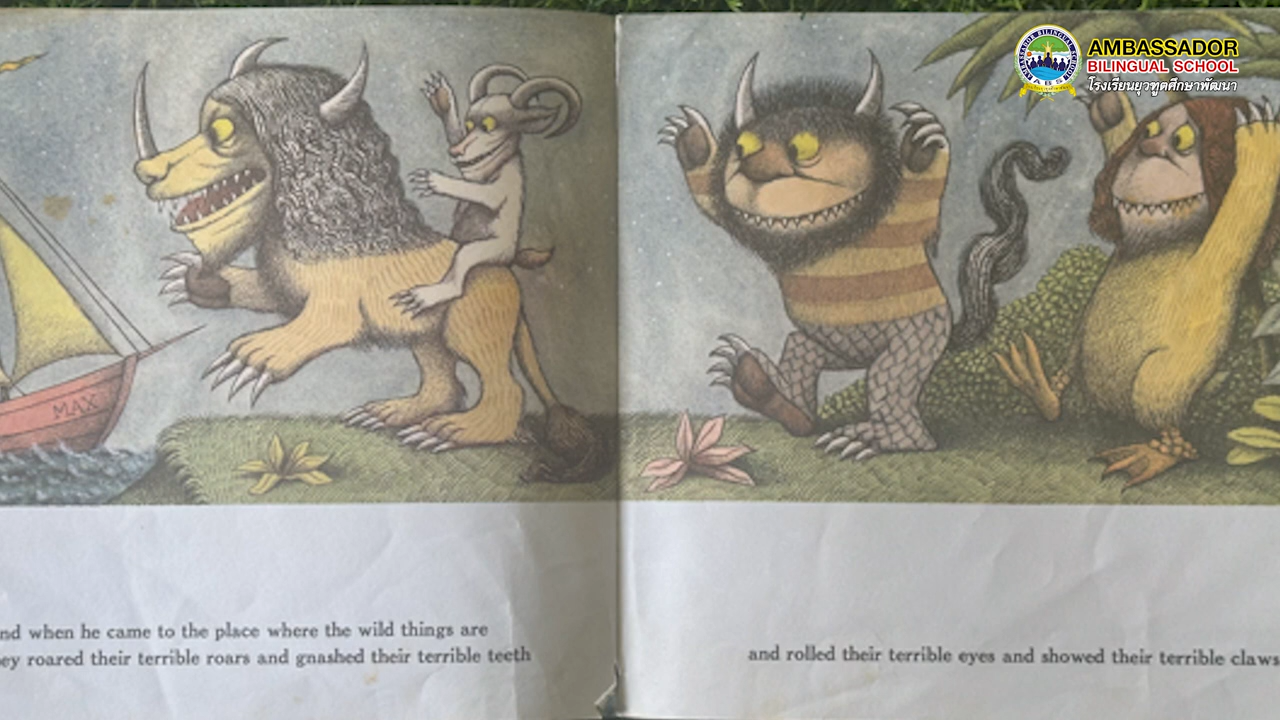 AMBASSADOR
BILINGUAL SCHOOL
โรงเรียนยุวทูตศึกษาพัฒนา
MAX
nd when he came to the place where the wild things are
ey roared their terrible roars and gnashed their terrible teeth
and rolled their terrible eyes and showed their terrible claws